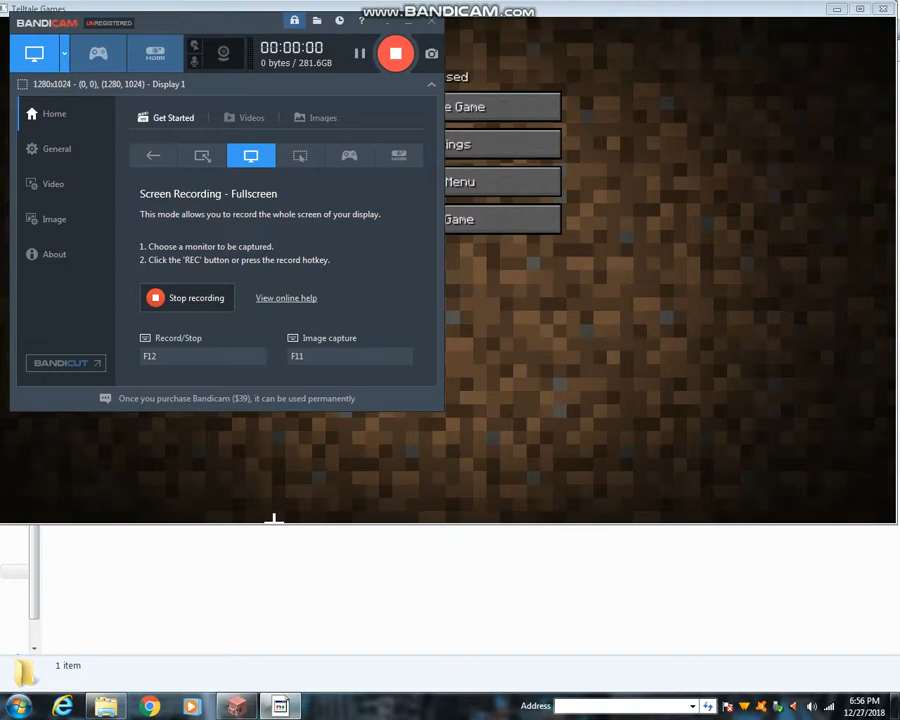 Telltale Games
www.BANDICAM.com
BANDICAM UNREGISTERED
00:00:00
0 bytes / 281.6GB
HDMI
1280x1024 - (0, 0), (1280, 1024) - Display 1
Home
General
Video
Image
About
BANDICUT
Get Started Videos Images
Screen Recording - Fullscreen
This mode allows you to record the whole screen of your display.
1. Choose a monitor to be captured.
2. Click the 'REC' button or press the record hotkey.
Stop recording View online help
Record/Stop Image capture
F12 F11
Once you purchase Bandicam ($39), it can be used permanently
sed
e Game
ings
Menu
Game
1 item
Address
6:56 PM
12/27/2018